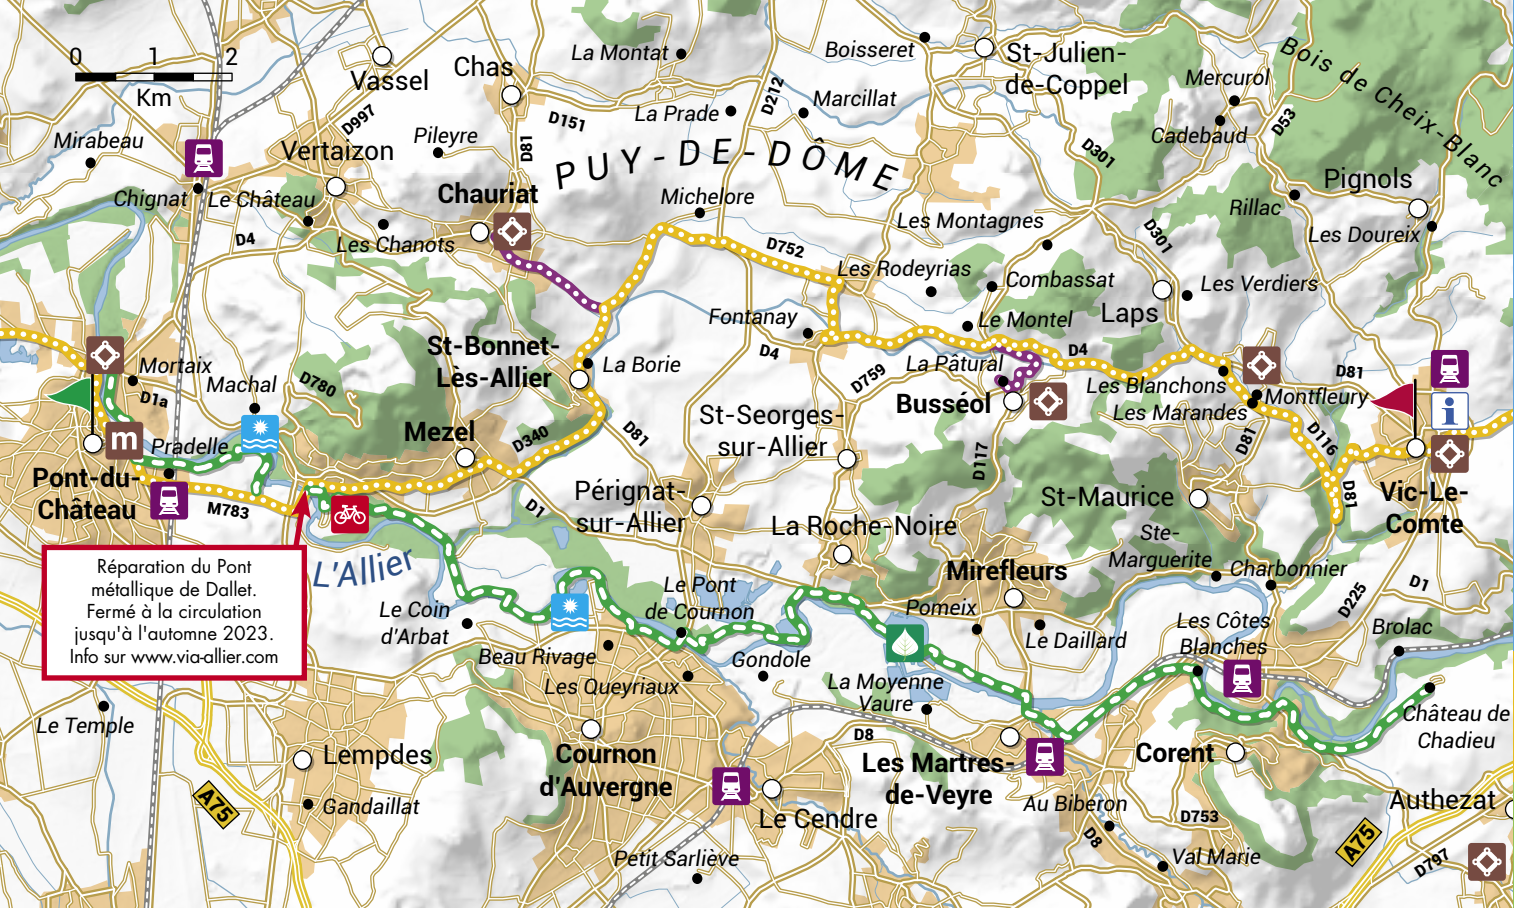 0 1 2
Km
Vassel
Chas
La Montat
Boisseret
St-Julien-
de-Coppel
Mercurol
Bois de Cheix-Blanc
Mirabeau
D997
Pileyre
D151
D81
La Prade
D212
Marcillat
Cadebaud
D53
D301
Vertaizon
PUY-DE-DÔME
Pignols
Chignat
Le Château
Chauriat
Michelore
Les Montagnes
Rillac
Les Doureix
D4
Les Chanots
D752
D301
Les Rodeyrias
Combassat
Les Verdiers
Laps
Fontanay
Le Montel
St-Bonnet-
Lès-Allier
La Borie
D4
D759
La Pâtural
D4
Les Blanchons
D81
Mortaix
Machal
D780
D1a
Busséol
Les Marandes
Montfleury
m
Pradelle
Mezel
D340
D81
St-Seorges-
sur-Allier
D117
D81
D116
i
Pont-du-
Château
M783
D1
Pérignat-
sur-Allier
St-Maurice
D81
Vic-Le-
Comte
La Roche-Noire
Ste-
Marguerite
Réparation du Pont
métallique de Dallet.
Fermé à la circulation
jusqu'à l'automne 2023.
Info sur www.via-allier.com
L'Allier
Mirefleurs
Charbonnier
D1
Le Coin
d'Arbat
Le Pont
de Cournon
Pomeix
D225
Les Côtes
Blanches
Brolac
Le Daillard
Beau Rivage
Gondole
Les Queyriaux
La Moyenne
Vaure
Le Temple
Château de
Chadieu
Lempdes
Cournon
d'Auvergne
D8
Les Martres-
de-Veyre
Corent
A75
Gandaillat
Le Cendre
Au Biberon
D753
Authezat
D8
A75
Petit Sarliève
Val Marie
D797